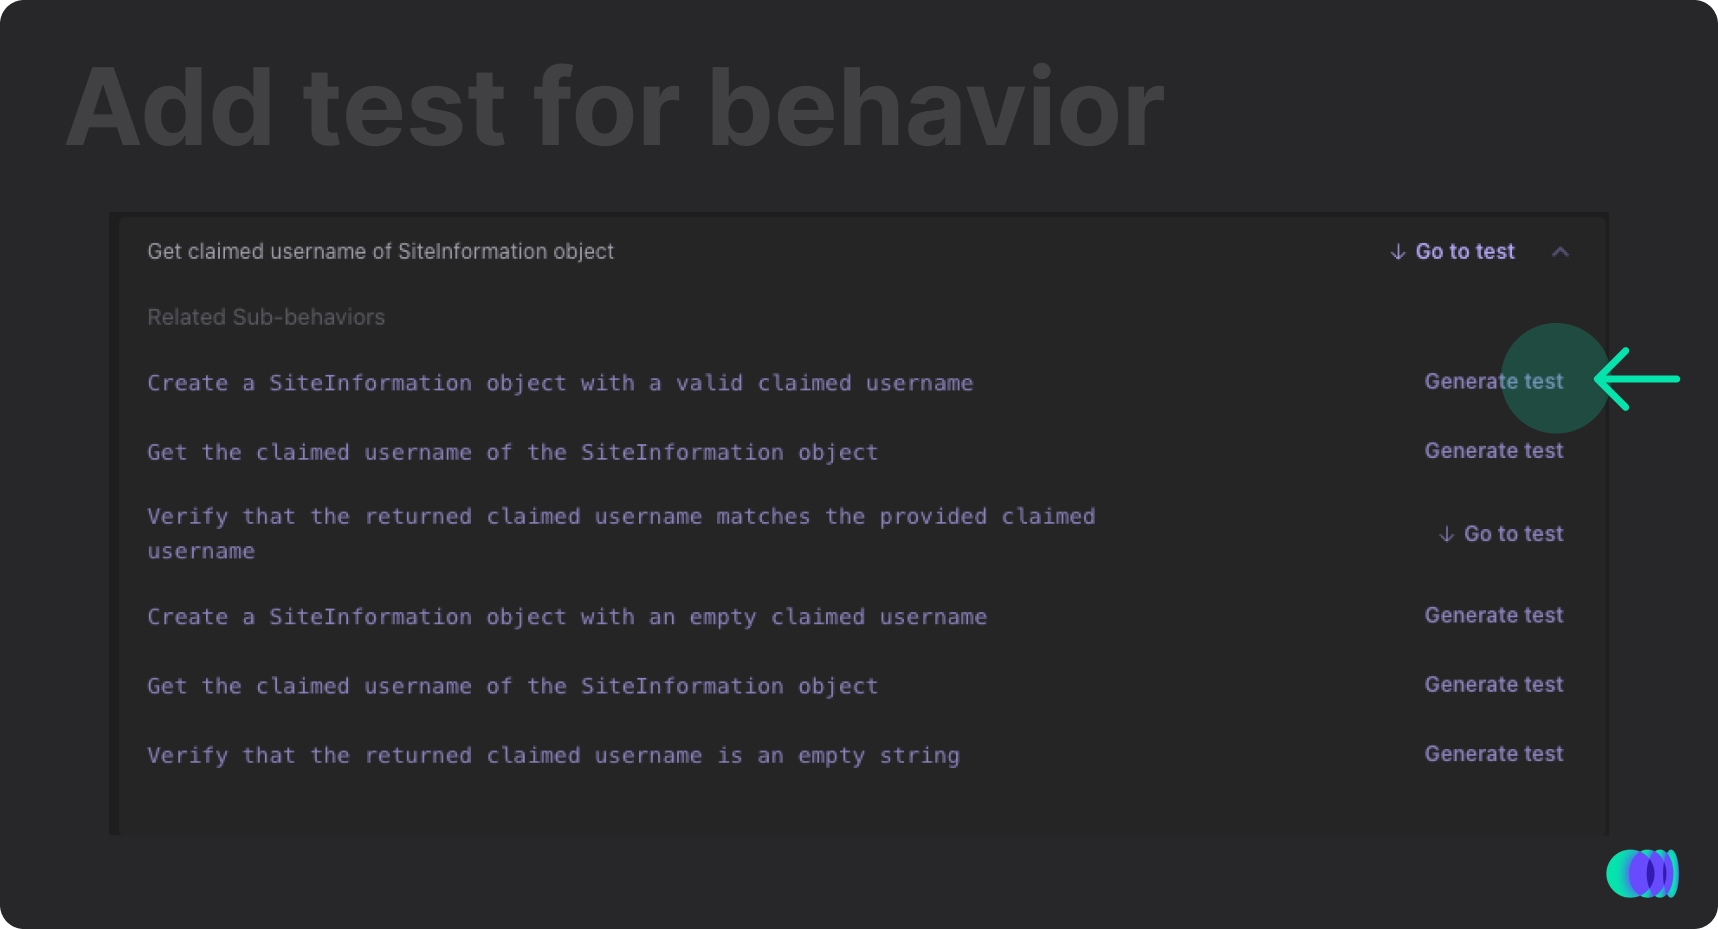 Add test for behavior
Get claimed username of SiteInformation object
↓ Go to test
Related Sub-behaviors
Create a SiteInformation object with a valid claimed username
Generate test
Get the claimed username of the SiteInformation object
Generate test
Verify that the returned claimed username matches the provided claimed
username
↓ Go to test
Create a SiteInformation object with an empty claimed username
Generate test
Get the claimed username of the SiteInformation object
Generate test
Verify that the returned claimed username is an empty string
Generate test